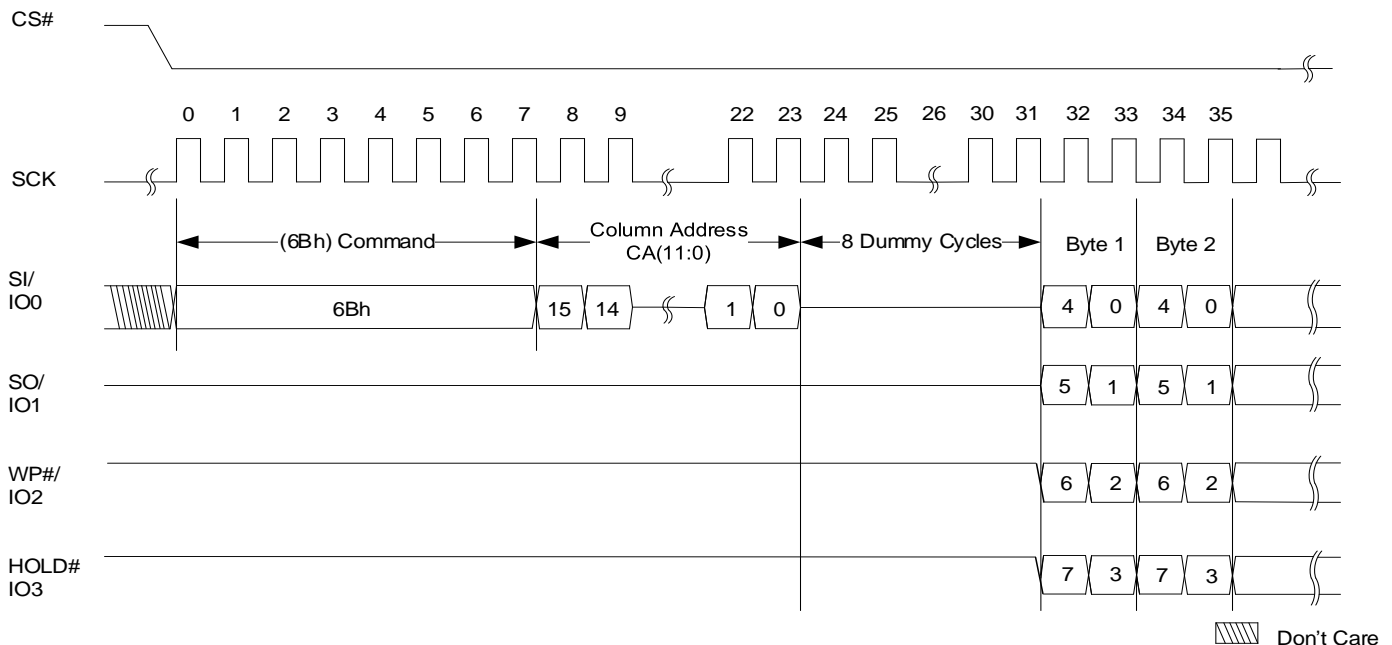 CS#
0 1 2 3 4 5 6 7 8 9 22 23 24 25 26 30 31 32 33 34 35
SCK
(6Bh) Command
Column Address
CA(11:0)
8 Dummy Cycles
Byte 1
Byte 2
SI/
IO0
6Bh
15 14 1 0 4 0 4 0
SO/
IO1
5 1 5 1
WP#/
IO2
6 2 6 2
HOLD#
IO3
7 3 7 3
Don't Care